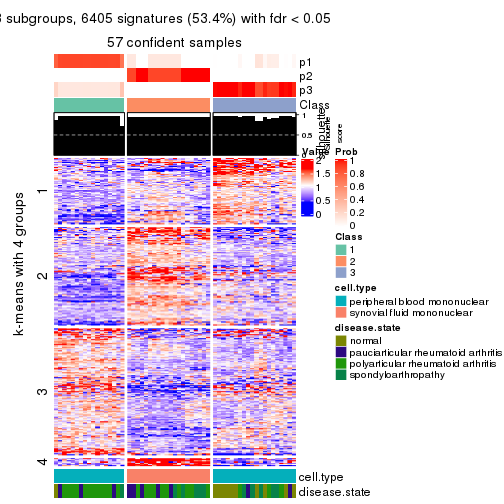 3 subgroups, 6405 signatures (53.4%) with fdr < 0.05
57 confident samples
p1
p2
p3
Class
1
0.5
0
Silhouette
score
k-means with 4 groups
1
2
3
4
Value
2
1.5
1
0.5
0
Prob
1
0.8
0.6
0.4
0.2
0
Class
1
2
3
cell.type
peripheral blood mononuclear
synovial fluid mononuclear
disease.state
normal
pauciarticular rheumatoid arthritis
polyarticular rheumatoid arthritis
spondyloarthropathy
cell.type
disease.state